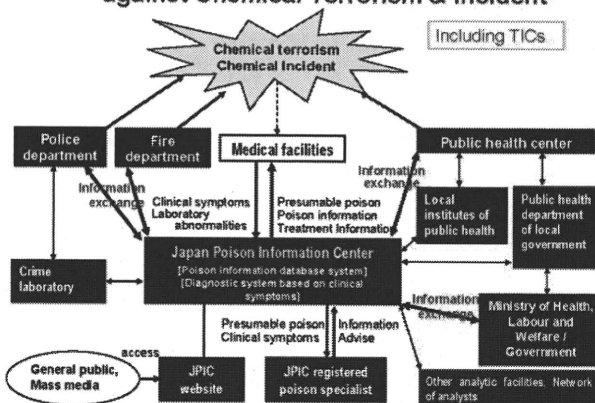 against Chemical Terrorism & Incident
Including TICs
Chemical terrorism
Chemical Incident
Police
department
Fire
department
Medical facilities
Public health center
Information
exchange
Clinical symptoms
Laboratory
abnormalities
Presumable poison
Poison information
Treatment Information
Information
exchange
Local
institutes of
public health
Public health
department
of local
government
Japan Poison Information Center
[Poison information database system]
[Diagnostic system based on clinical
symptoms]
Crime
laboratory
Information
exchange
Ministry of Health,
Labour and
Welfare /
Government
Presumable poison
Clinical symptoms
Information
Advise
General public,
Mass media
access
JPIC
website
JPIC registered
poison specialist
Other analytic facilities, Network
of analysts